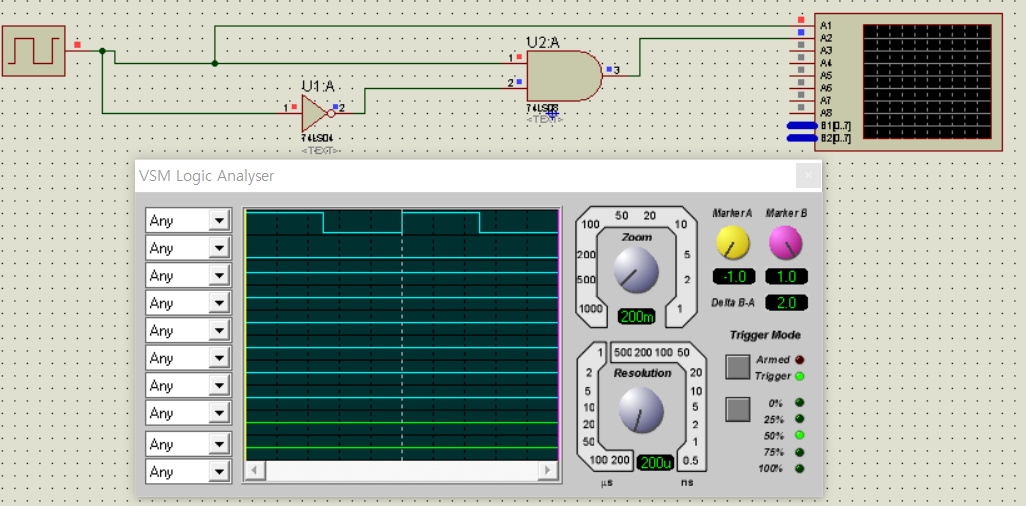 A1
A2
A3
A4
A5
A6
A7
A8
B1[0..7]
B2[0..7]
U2:A
1
2
3
74LS08
<TEXT>
U1:A
1
2
74LS04
<TEXT>
VSM Logic Analyser
Any
Any
Any
Any
Any
Any
Any
Any
Any
Any
50 20
100 10
Zoom
200 5
500 2
1000 1
200m
Marker A Marker B
-1.0 1.0
Delta B-A 2.0
Trigger Mode
Armed
Trigger
0%
25%
50%
75%
100%
1 500 200 100 50
2 Resolution 20
5 10
10 5
20 2
50 1
100 200 200u 0.5
µs ns